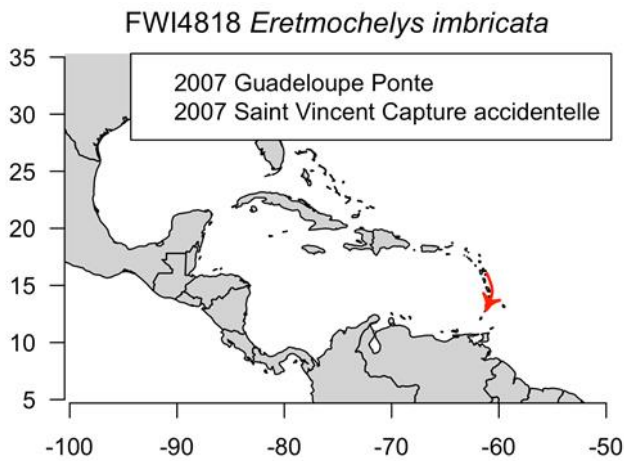 FWI4818 Eretmochelys imbricata
2007 Guadeloupe Ponte
2007 Saint Vincent Capture accidentelle
35
30
25
20
15
10
5
-100 -90 -80 -70 -60 -50